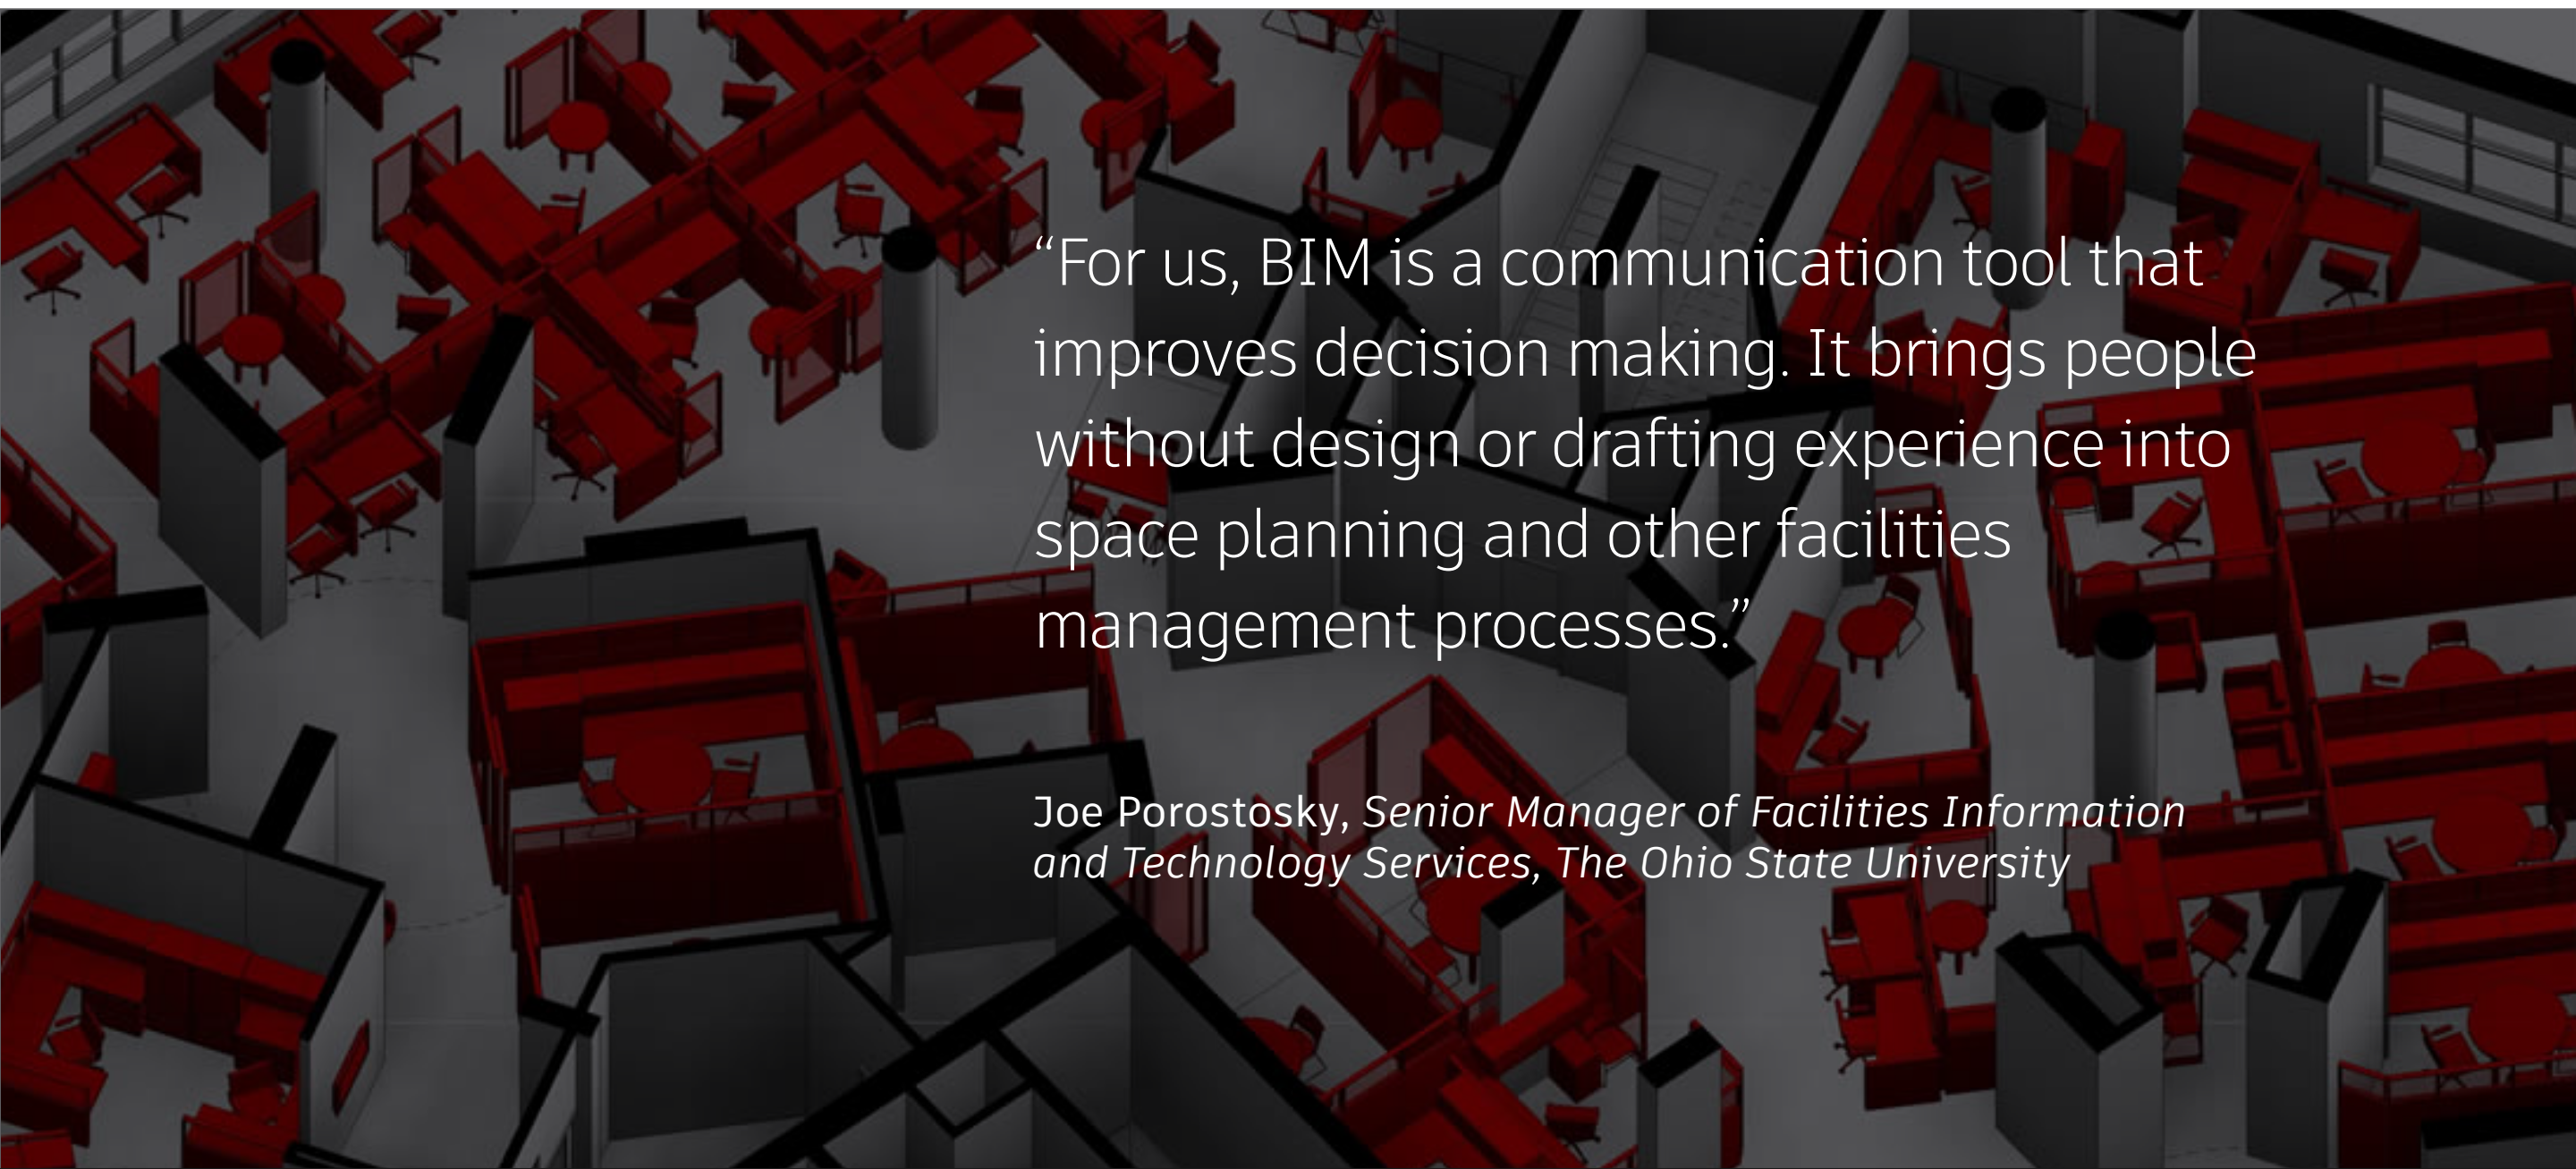 “For us, BIM is a communication tool that
improves decision making. It brings people
without design or drafting experience into
space planning and other facilities
management processes.”
Joe Porostosky, Senior Manager of Facilities Information
and Technology Services, The Ohio State University